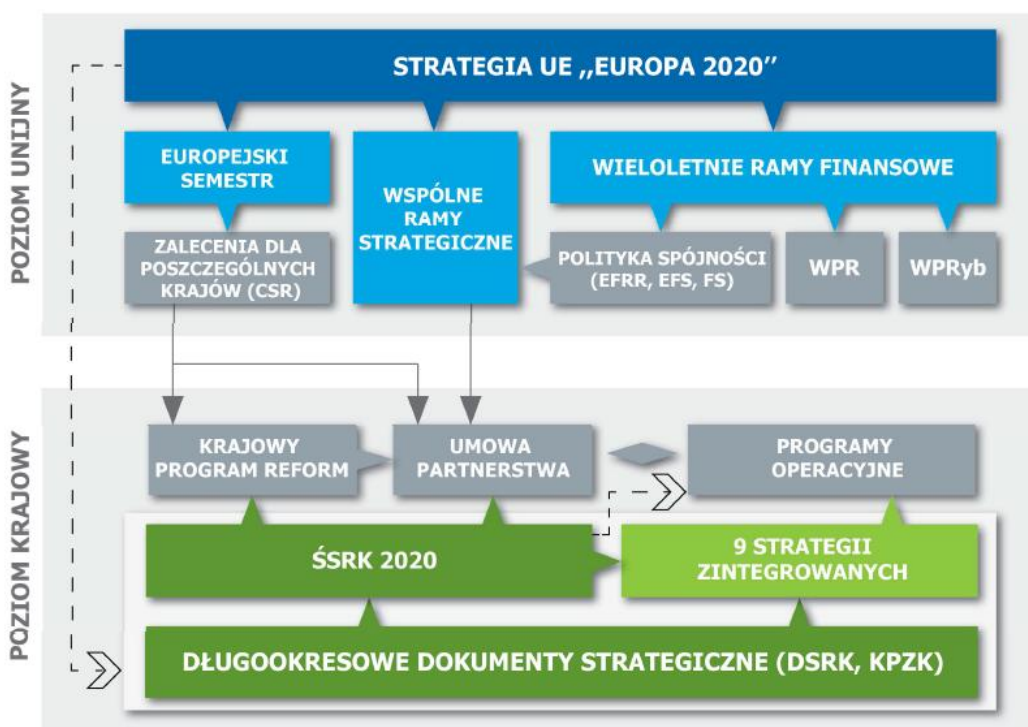 POZIOM UNIJNY
STRATEGIA UE ,,EUROPA 2020"
EUROPEJSKI
SEMESTR
WSPÓLNE
RAMY
STRATEGICZNE
WIELOLETNIE RAMY FINANSOWE
ZALECENIA DLA
POSZCZEGÓLNYCH
KRAJÓW (CSR)
POLITYKA SPÓJNOŚCI
(EFRR, EFS, FS)
WPR
WPRyb
POZIOM KRAJOWY
KRAJOWY
PROGRAM REFORM
UMOWA
PARTNERSTWA
PROGRAMY
OPERACYJNE
ŚSRK 2020
9 STRATEGII
ZINTEGROWANYCH
DŁUGOOKRESOWE DOKUMENTY STRATEGICZNE (DSRK, KPZK)